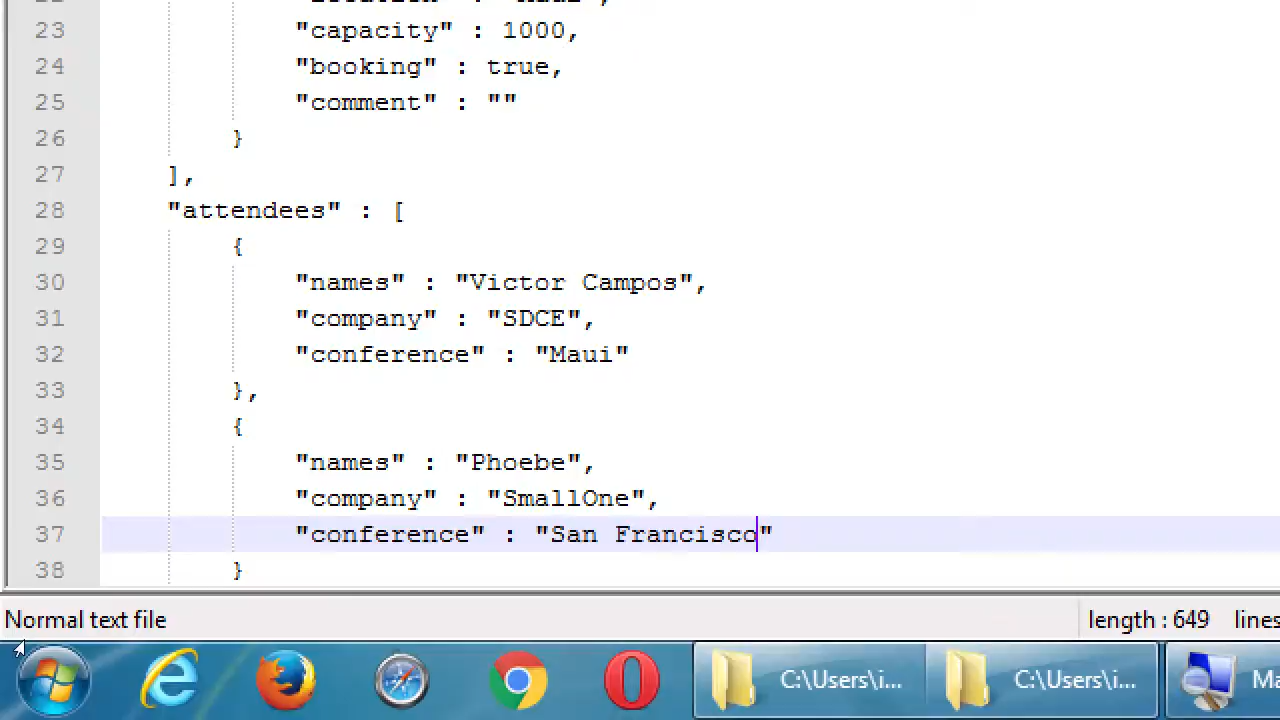 23 "capacity" : 1000,
24 "booking" : true,
25 "comment" : ""
26 }
27 ],
28 "attendees" : [
29 {
30 "names" : "Victor Campos",
31 "company" : "SDCE",
32 "conference" : "Maui"
33 },
34 {
35 "names" : "Phoebe",
36 "company" : "SmallOne",
37 "conference" : "San Francisco"
38 }
Normal text file length : 649 lines
C:\Users\i... C:\Users\i... Ma